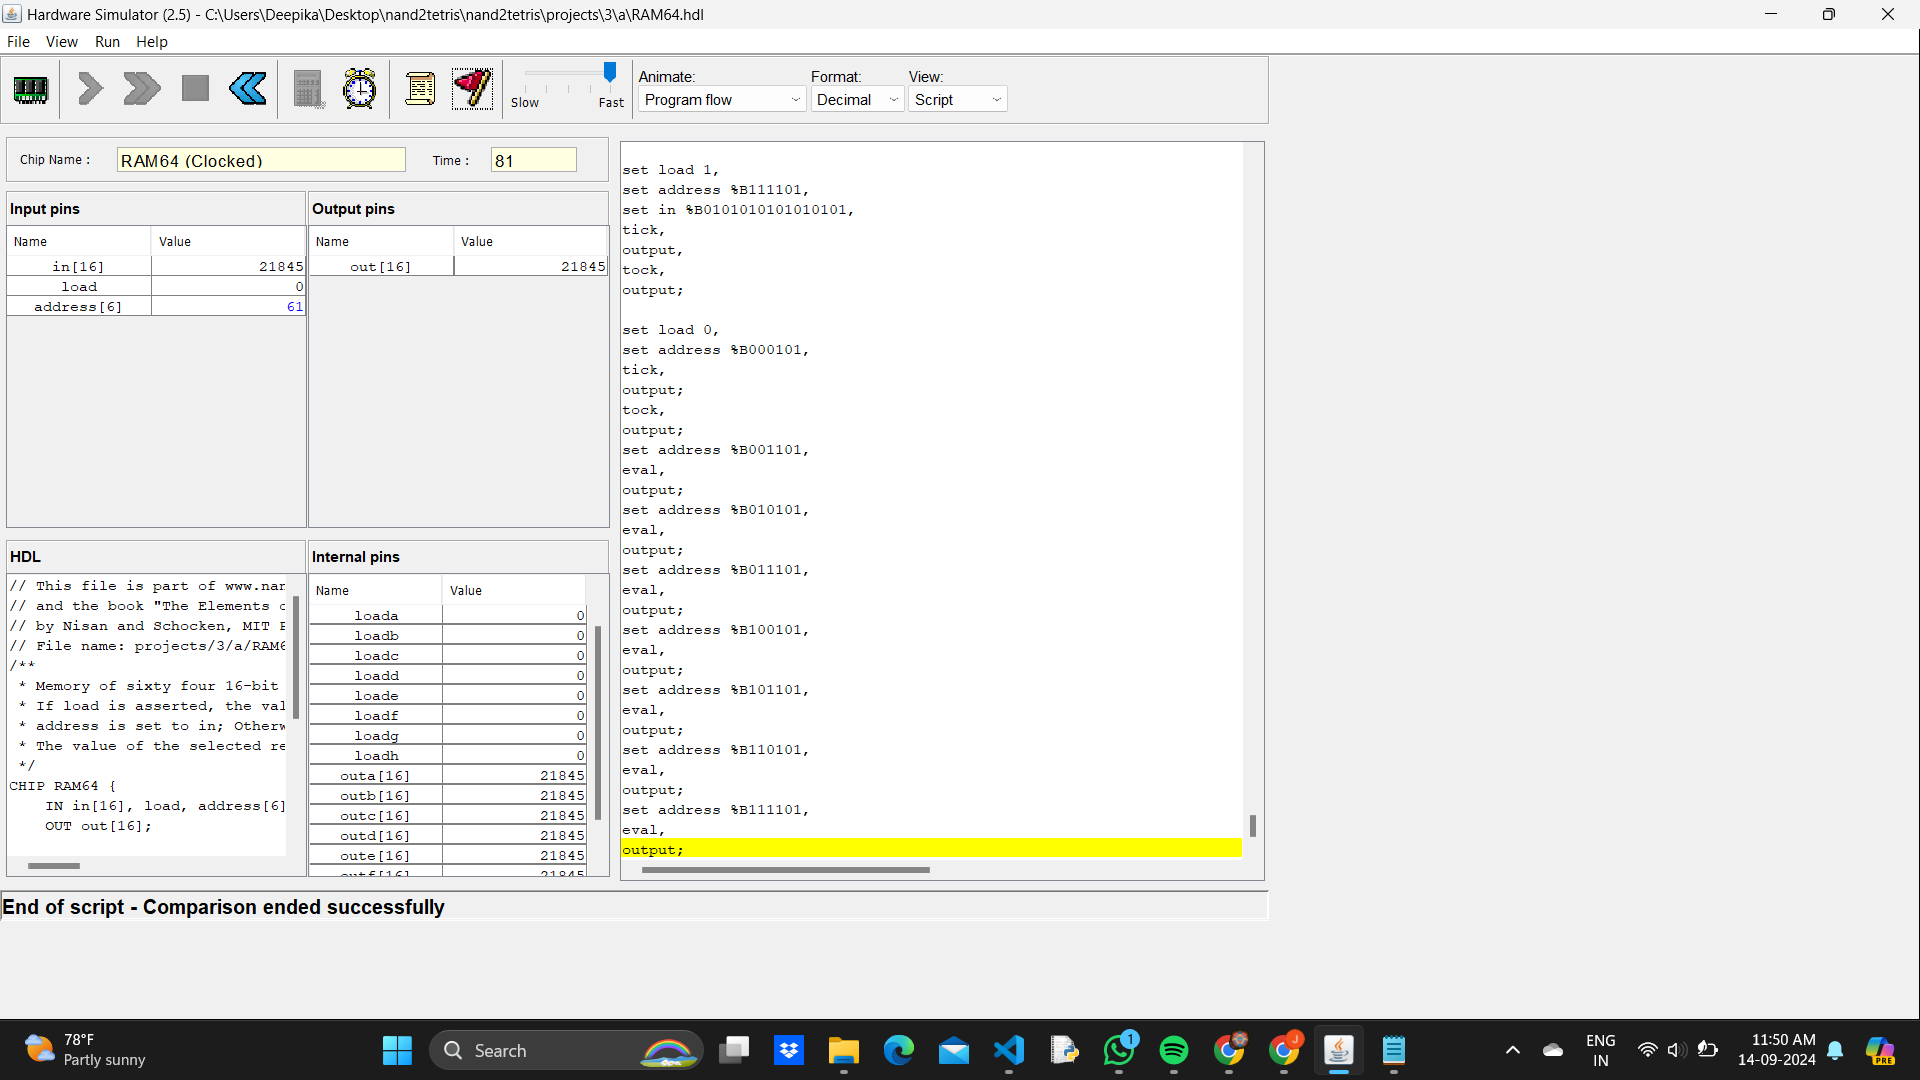 Hardware Simulator (2.5) - C:\Users\Deepika\Desktop\nand2tetris\nand2tetris\projects\3\a\RAM64.hdl
File View Run Help
Slow Fast
Animate: Format: View:
Program flow Decimal Script
Chip Name : RAM64 (Clocked) Time : 81
Input pins
Name Value
in[16] 21845
load 0
address[6] 61
Output pins
Name Value
out[16] 21845
HDL
// This file is part of www.nan
// and the book "The Elements o
// by Nisan and Schocken, MIT P
// File name: projects/3/a/RAM6
/**
* Memory of sixty four 16-bit
* If load is asserted, the val
* address is set to in; Otherw
* The value of the selected re
*/
CHIP RAM64 {
IN in[16], load, address[6]
OUT out[16];
Internal pins
Name Value
loada 0
loadb 0
loadc 0
loadd 0
loade 0
loadf 0
loadg 0
loadh 0
outa[16] 21845
outb[16] 21845
outc[16] 21845
outd[16] 21845
oute[16] 21845
outf[16] 21845
set load 1,
set address %B111101,
set in %B0101010101010101,
tick,
output,
tock,
output;
set load 0,
set address %B000101,
tick,
output;
tock,
output;
set address %B001101,
eval,
output;
set address %B010101,
eval,
output;
set address %B011101,
eval,
output;
set address %B100101,
eval,
output;
set address %B101101,
eval,
output;
set address %B110101,
eval,
output;
set address %B111101,
eval,
output;
End of script - Comparison ended successfully
78°F
Partly sunny
Search
1
J
ENG
IN
11:50 AM
14-09-2024
PRE